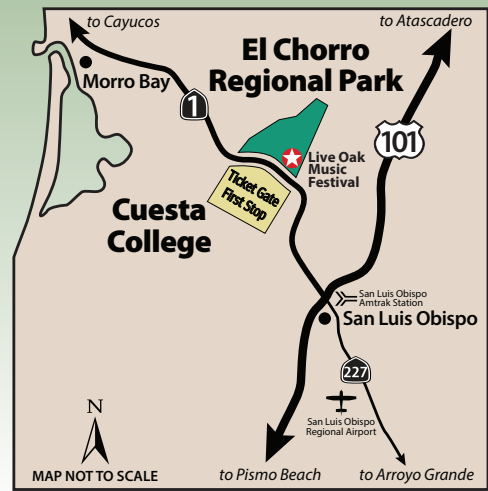 to Cayucos
to Atascadero
El Chorro
Regional Park
Morro Bay
1
101
Live Oak
Music
Festival
Ticket Gate
First Stop
Cuesta
College
San Luis Obispo
Amtrak Station
San Luis Obispo
227
San Luis Obispo
Regional Airport
N
MAP NOT TO SCALE
to Pismo Beach
to Arroyo Grande